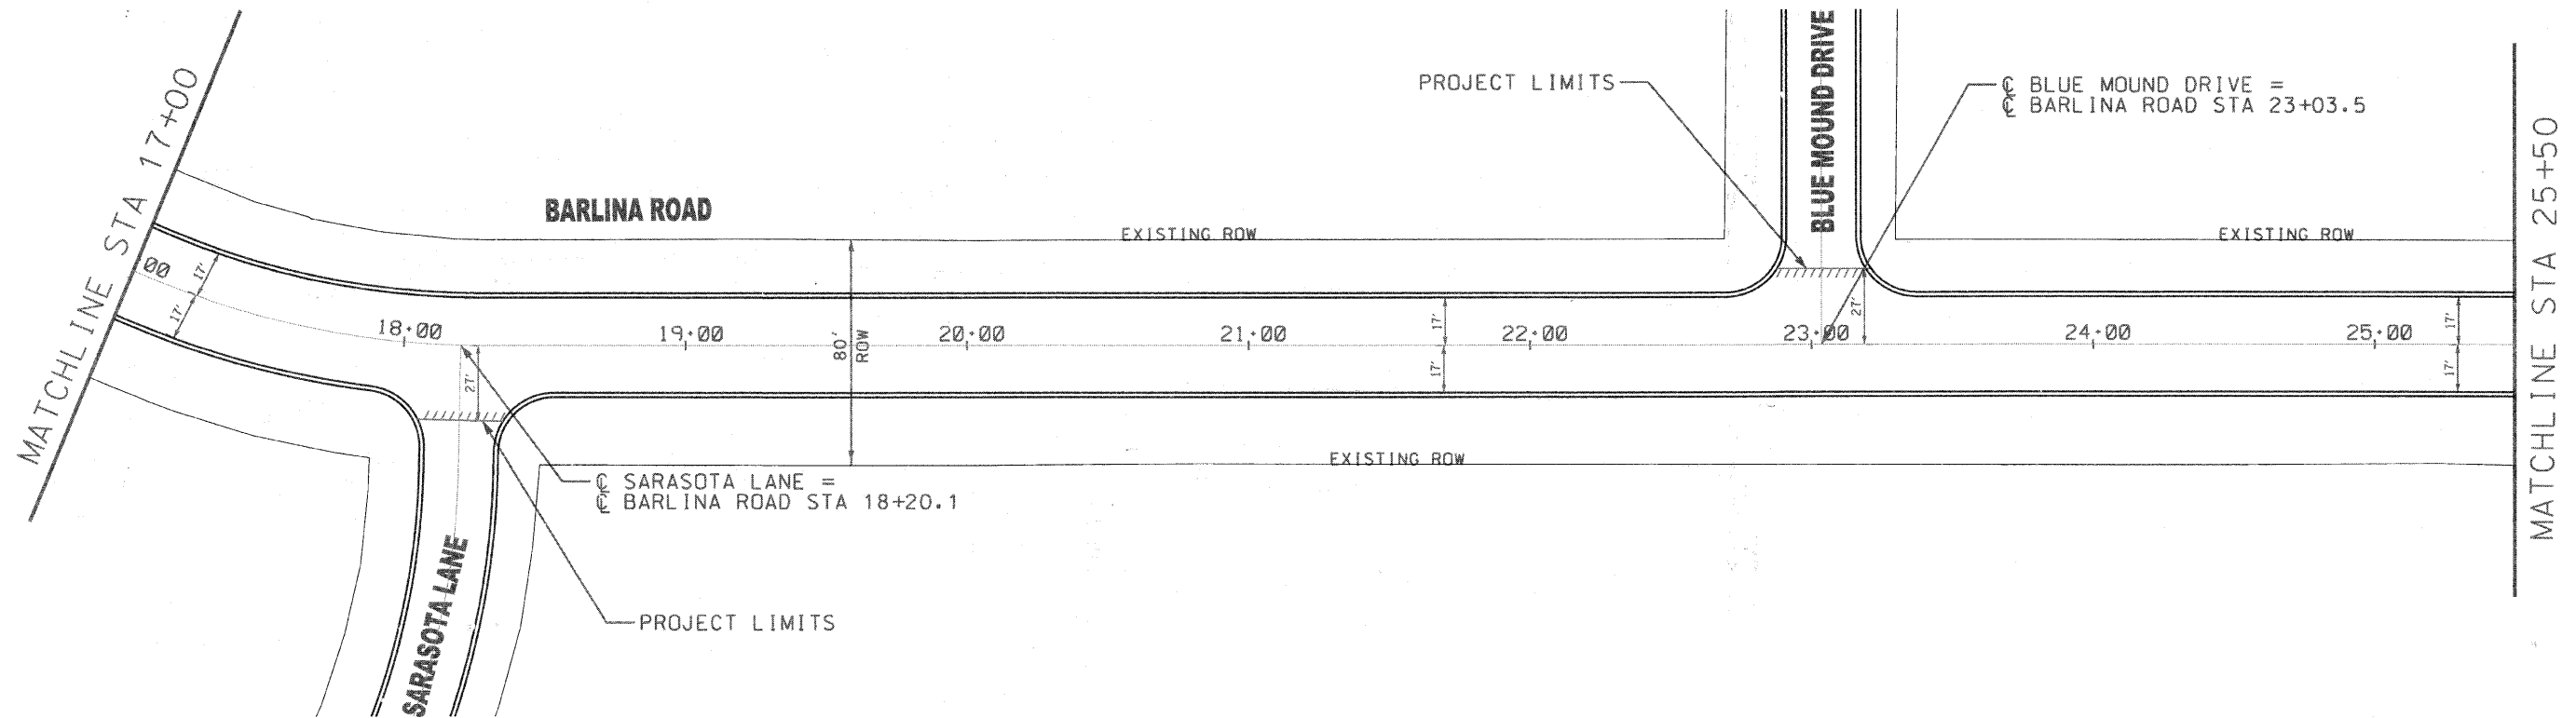 MATCHLINE STA 17+00
BARLINA ROAD
EXISTING ROW
PROJECT LIMITS
BLUE MOUND DRIVE
℄ BLUE MOUND DRIVE =
℄ BARLINA ROAD STA 23+03.5
EXISTING ROW
MATCHLINE STA 25+50
00
17'
17'
18+00
19+00
80'
ROW
20+00
21+00
17'
17'
22+00
23+00
27'
24+00
25+00
17'
17'
27'
EXISTING ROW
℄ SARASOTA LANE =
℄ BARLINA ROAD STA 18+20.1
SARASOTA LANE
PROJECT LIMITS